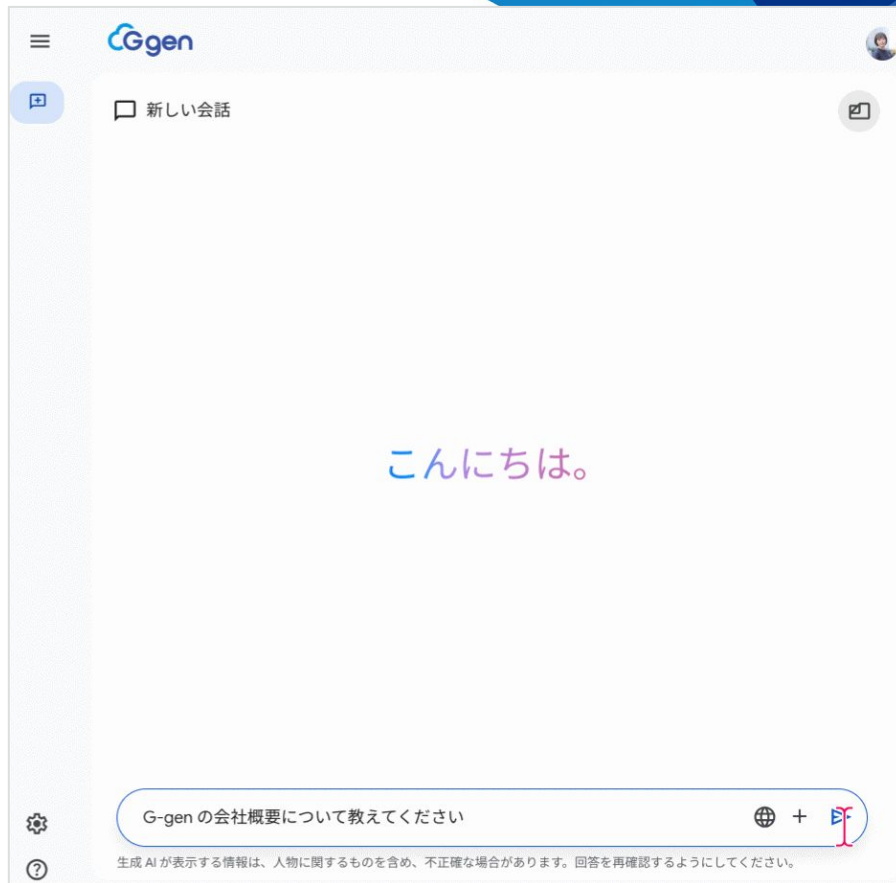 Ggen
新しい会話
こんにちは。
G-gen の会社概要について教えてください
生成 AI が表示する情報は、人物に関するものを含め、不正確な場合があります。回答を再確認するようにしてください。